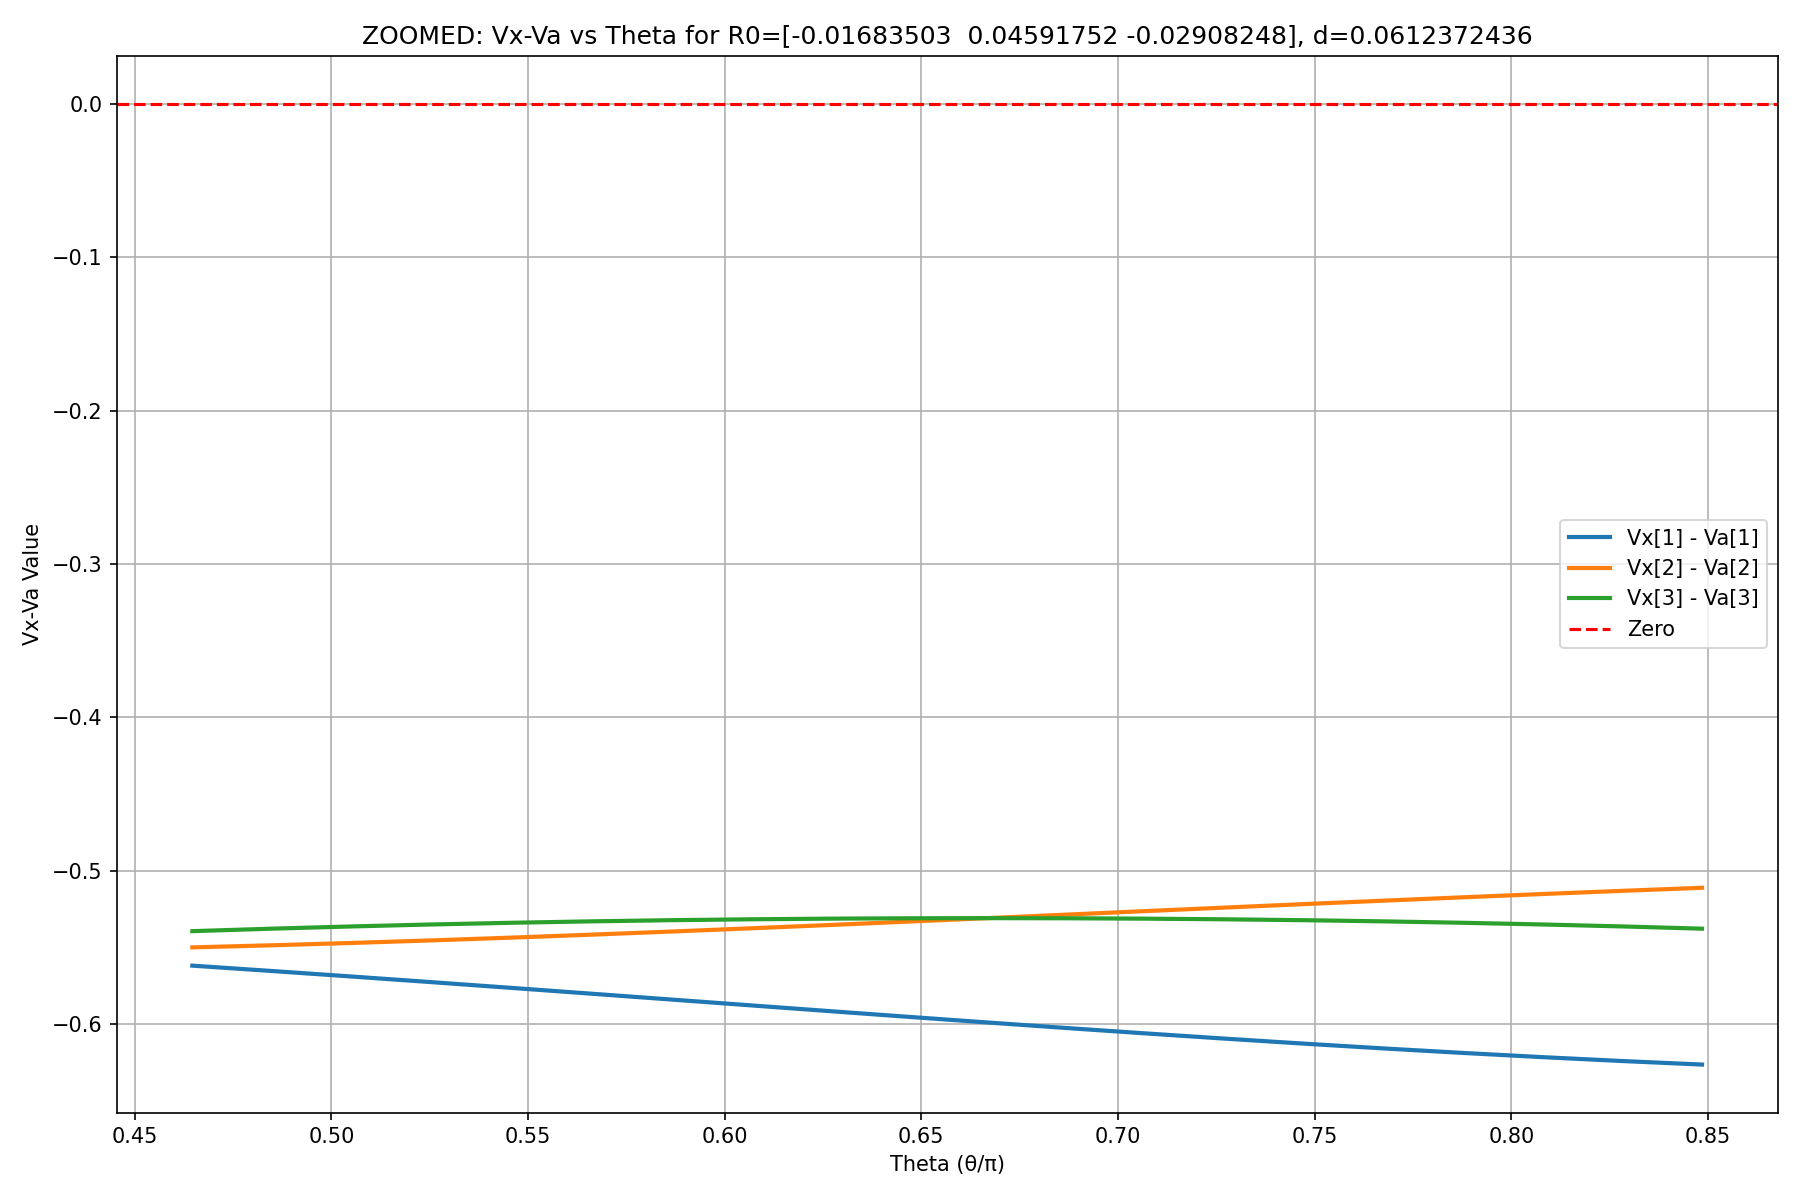 ZOOMED: Vx-Va vs Theta for R0=[-0.01683503  0.04591752 -0.02908248], d=0.0612372436
Vx-Va Value
0.0
−0.1
−0.2
−0.3
−0.4
−0.5
−0.6
Vx[1] - Va[1]
Vx[2] - Va[2]
Vx[3] - Va[3]
Zero
0.45 0.50 0.55 0.60 0.65 0.70 0.75 0.80 0.85
Theta (θ/π)